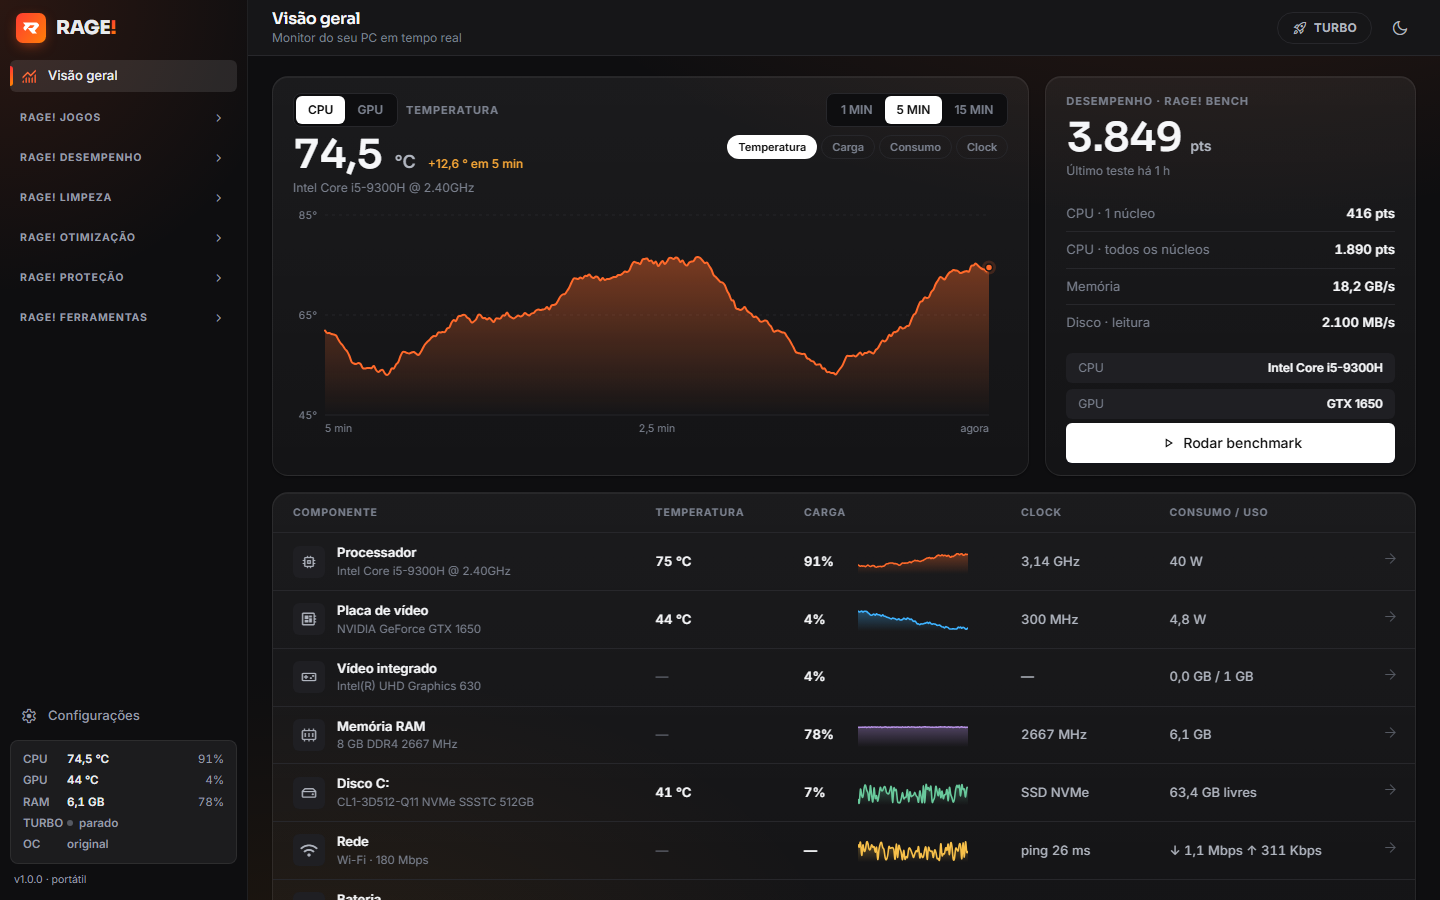 RAGE!
Visão geral
RAGE! JOGOS
RAGE! DESEMPENHO
RAGE! LIMPEZA
RAGE! OTIMIZAÇÃO
RAGE! PROTEÇÃO
RAGE! FERRAMENTAS
Configurações
CPU 74,5 °C 91%
GPU 44 °C 4%
RAM 6,1 GB 78%
TURBO parado
OC original
v1.0.0 · portátil
Visão geral
Monitor do seu PC em tempo real
TURBO
CPU GPU TEMPERATURA
1 MIN 5 MIN 15 MIN
74,5 °C +12,6 ° em 5 min
Temperatura Carga Consumo Clock
Intel Core i5-9300H @ 2.40GHz
85°
65°
45°
5 min 2,5 min agora
DESEMPENHO · RAGE! BENCH
3.849 pts
Último teste há 1 h
CPU · 1 núcleo 416 pts
CPU · todos os núcleos 1.890 pts
Memória 18,2 GB/s
Disco · leitura 2.100 MB/s
CPU Intel Core i5-9300H
GPU GTX 1650
Rodar benchmark
COMPONENTE TEMPERATURA CARGA CLOCK CONSUMO / USO
Processador
Intel Core i5-9300H @ 2.40GHz
75 °C 91% 3,14 GHz 40 W
Placa de vídeo
NVIDIA GeForce GTX 1650
44 °C 4% 300 MHz 4,8 W
Vídeo integrado
Intel(R) UHD Graphics 630
— 4% — 0,0 GB / 1 GB
Memória RAM
8 GB DDR4 2667 MHz
— 78% 2667 MHz 6,1 GB
Disco C:
CL1-3D512-Q11 NVMe SSSTC 512GB
41 °C 7% SSD NVMe 63,4 GB livres
Rede
Wi-Fi · 180 Mbps
— — ping 26 ms ↓ 1,1 Mbps ↑ 311 Kbps
Bateria